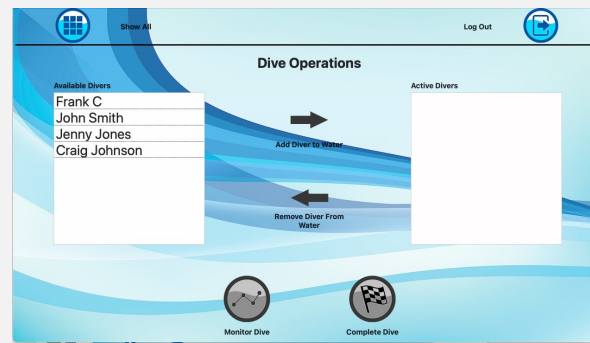 Show All
Log Out
Dive Operations
Available Divers
Active Divers
Frank C
John Smith
Jenny Jones
Craig Johnson
Add Diver to Water
Remove Diver From
Water
Monitor Dive
Complete Dive